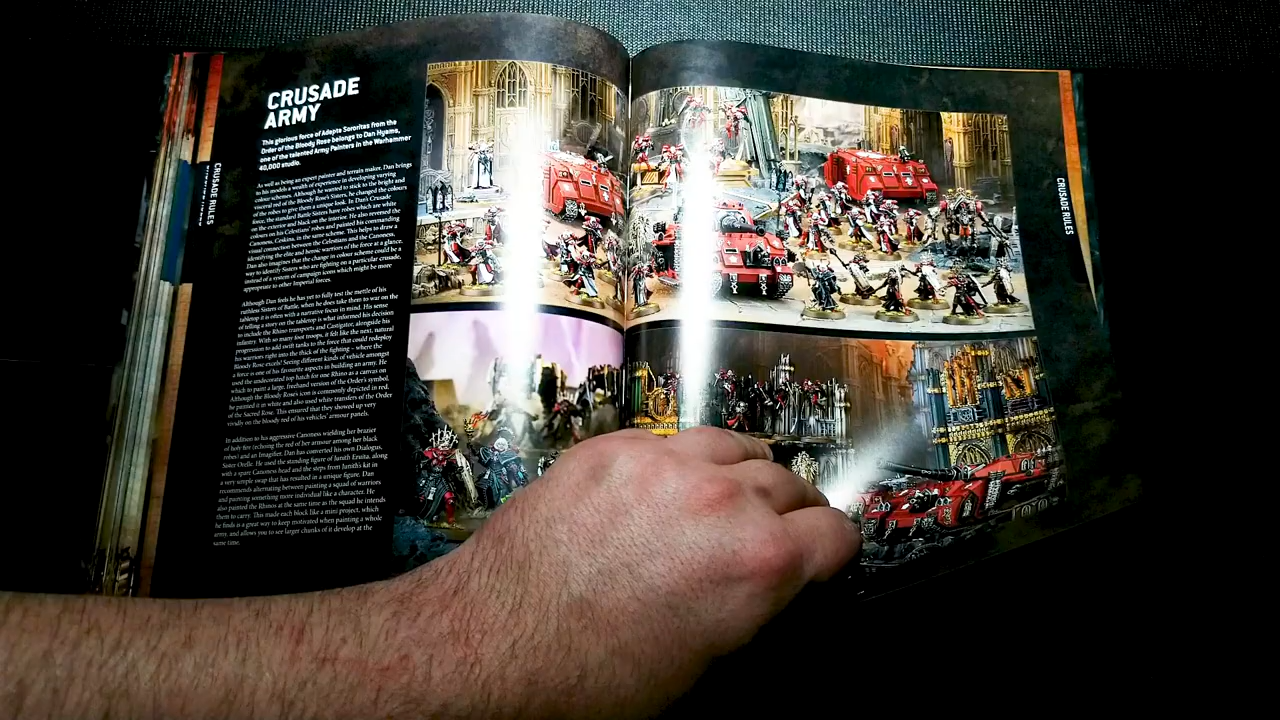 CRUSADE
ARMY
This glorious force of Adepta Sororitas from the
Order of the Bloody Rose belongs to Dan Hyams,
one of the talented Army Painters in the Warhammer
40,000 studio.
As well as being an expert painter and terrain maker, Dan brings
to his models a wealth of experience in developing varying
colour schemes. Although he wanted to stick to the bright and
visceral red of the Bloody Rose's Sisters, he changed the colours
of the robes to give them a unique look. In Dan's Crusade
force, the standard Battle Sisters have robes which are white
on the exterior and black on the interior. He also reversed the
colours on his Celestians' robes and painted his commanding
Canoness, Ceskina, in the same scheme. This helps to draw a
visual connection between the Celestians and the Canoness,
identifying the elite and heroic warriors of the force at a glance.
Dan also imagines that the change in colour scheme could be a
way to identify Sisters who are fighting on a particular crusade,
instead of a system of campaign icons which might be more
appropriate to other Imperial forces.
Although Dan feels he has yet to fully test the mettle of his
ruthless Sisters of Battle, when he does take them to war on the
tabletop it is often with a narrative focus in mind. His sense
of telling a story on the tabletop is what informed his decision
to include the Rhino transports and Castigator, alongside his
infantry. With so many foot troops, it felt like the next, natural
progression to add swift tanks to the force that could redeploy
his warriors right into the thick of the fighting – where the
Bloody Rose excels! Seeing different kinds of vehicle amongst
a force is one of his favourite aspects in building an army. He
used the undecorated top hatch for one Rhino as a canvas on
which to paint a large, freehand version of the Order's symbol.
Although the Bloody Rose's icon is commonly depicted in red,
he painted it in white and also used white transfers of the Order
of the Sacred Rose. This ensured that they showed up very
vividly on the bloody red of his vehicles' armour panels.
In addition to his aggressive Canoness wielding her brazier
of holy fire (echoing the red of her armour among her black
robes) and an Imagifier, Dan has converted his own Dialogus,
Sister Orelle. He used the standing figure of Junith Eruita, along
with a spare Canoness head and the steps from Junith's kit in
a very simple swap that has resulted in a unique figure. Dan
recommends alternating between painting a squad of warriors
and painting something more individual like a character. He
also painted the Rhinos at the same time as the squad he intends
them to carry. This made each block like a mini project, which
he finds is a great way to keep motivated when painting a whole
army, and allows you to see larger chunks of it develop at the
same time.
CRUSADE RULES
CRUSADE RULES